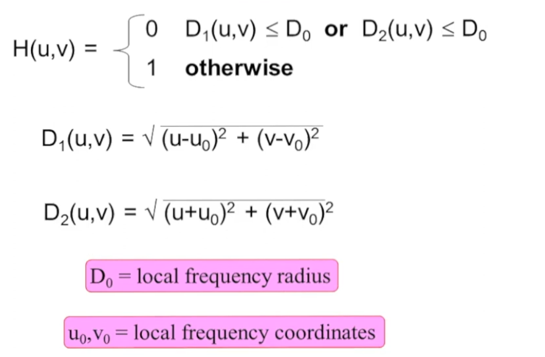 H(u,v) = { 0 D₁(u,v) ≤ D₀ or D₂(u,v) ≤ D₀
1 otherwise
D₁(u,v) = √ (u-u₀)² + (v-v₀)²
D₂(u,v) = √ (u+u₀)² + (v+v₀)²
D₀ = local frequency radius
u₀,v₀ = local frequency coordinates